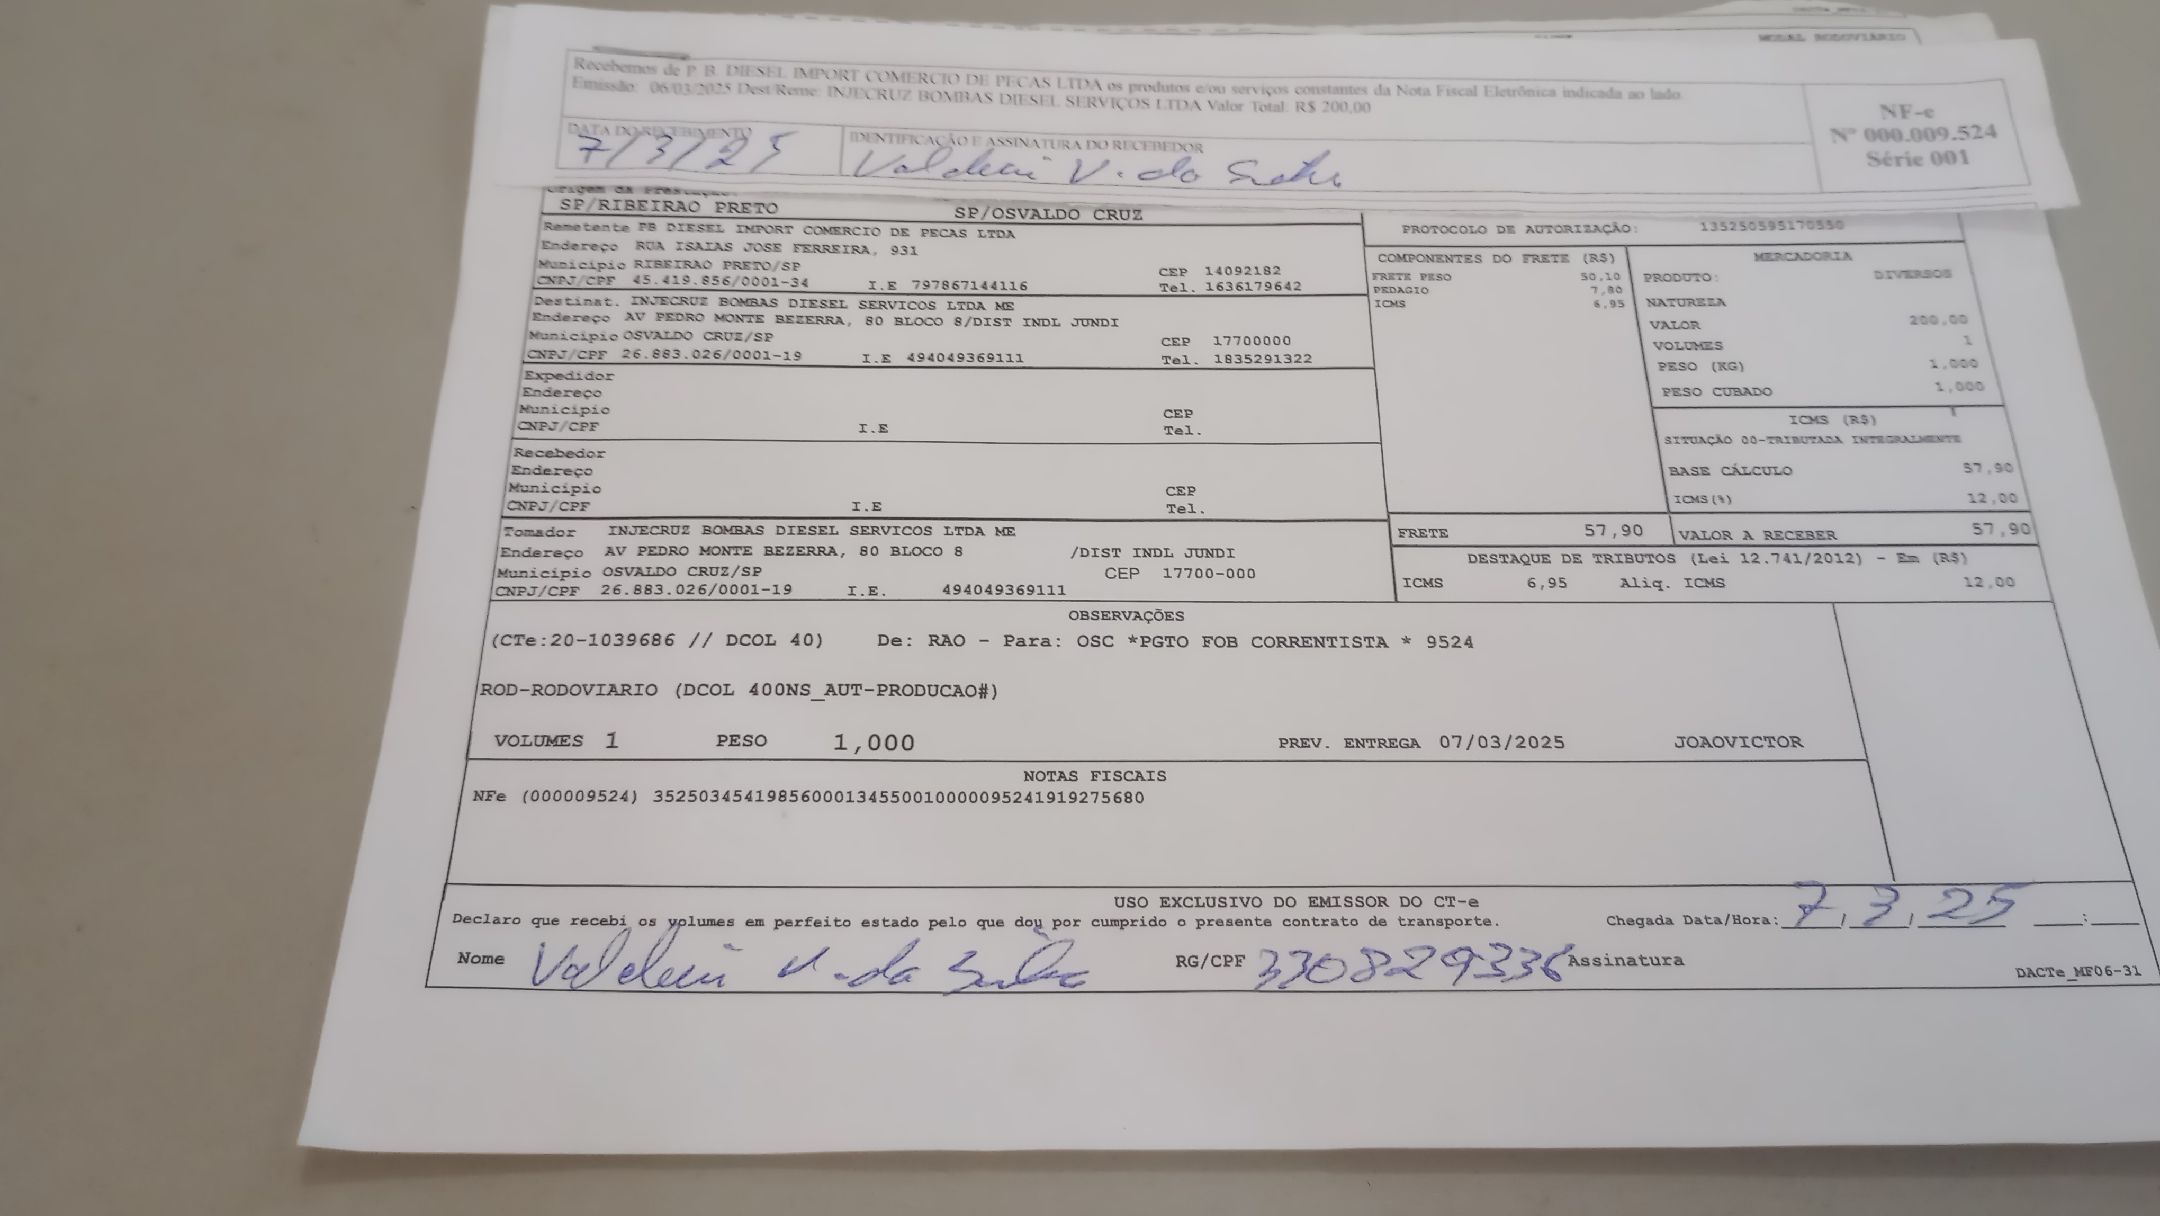 MODAL RODOVIÁRIO
Recebemos de P. B. DIESEL IMPORT COMERCIO DE PECAS LTDA os produtos e/ou serviços constantes da Nota Fiscal Eletrônica indicada ao lado
Emissão: 06/03/2025 Dest/Reme: INJECRUZ BOMBAS DIESEL SERVIÇOS LTDA Valor Total: R$ 200,00
NF-e
Nº 000.009.524
Série 001
DATA DO RECEBIMENTO
7/3/25
IDENTIFICAÇÃO E ASSINATURA DO RECEBEDOR
Valdecir V. da Silva
Origem da Prestação:
SP/RIBEIRAO PRETO SP/OSVALDO CRUZ
Remetente PB DIESEL IMPORT COMERCIO DE PECAS LTDA
Endereço RUA ISAIAS JOSE FERREIRA, 931
Município RIBEIRAO PRETO/SP CEP 14092182
CNPJ/CPF 45.419.856/0001-34 I.E 797867144116 Tel. 1636179642
Destinat. INJECRUZ BOMBAS DIESEL SERVICOS LTDA ME
Endereço AV PEDRO MONTE BEZERRA, 80 BLOCO 8/DIST INDL JUNDI
Município OSVALDO CRUZ/SP CEP 17700000
CNPJ/CPF 26.883.026/0001-19 I.E 494049369111 Tel. 1835291322
Expedidor
Endereço
Município CEP
CNPJ/CPF I.E Tel.
Recebedor
Endereço
Município CEP
CNPJ/CPF I.E Tel.
Tomador INJECRUZ BOMBAS DIESEL SERVICOS LTDA ME
Endereço AV PEDRO MONTE BEZERRA, 80 BLOCO 8 /DIST INDL JUNDI
Município OSVALDO CRUZ/SP CEP 17700-000
CNPJ/CPF 26.883.026/0001-19 I.E. 494049369111
PROTOCOLO DE AUTORIZAÇÃO: 135250595170550
COMPONENTES DO FRETE (R$)
FRETE PESO 50,10
PEDAGIO 7,80
ICMS 6,95
MERCADORIA
PRODUTO: DIVERSOS
NATUREZA
VALOR 200,00
VOLUMES 1
PESO (KG) 1,000
PESO CUBADO 1,000
ICMS (R$)
SITUAÇÃO 00-TRIBUTADA INTEGRALMENTE
BASE CÁLCULO 57,90
ICMS(%) 12,00
FRETE 57,90 VALOR A RECEBER 57,90
DESTAQUE DE TRIBUTOS (Lei 12.741/2012) - Em (R$)
ICMS 6,95 Aliq. ICMS 12,00
OBSERVAÇÕES
(CTe:20-1039686 // DCOL 40) De: RAO - Para: OSC *PGTO FOB CORRENTISTA * 9524
ROD-RODOVIARIO (DCOL 400NS_AUT-PRODUCAO#)
VOLUMES 1 PESO 1,000 PREV. ENTREGA 07/03/2025 JOAOVICTOR
NOTAS FISCAIS
NFe (000009524) 35250345419856000134550010000095241919275680
USO EXCLUSIVO DO EMISSOR DO CT-e
Declaro que recebi os volumes em perfeito estado pelo que dou por cumprido o presente contrato de transporte. Chegada Data/Hora: 7/3/25 __:__
Nome Valdecir V. da Silva RG/CPF 330829336 Assinatura
DACTe_MF06-31